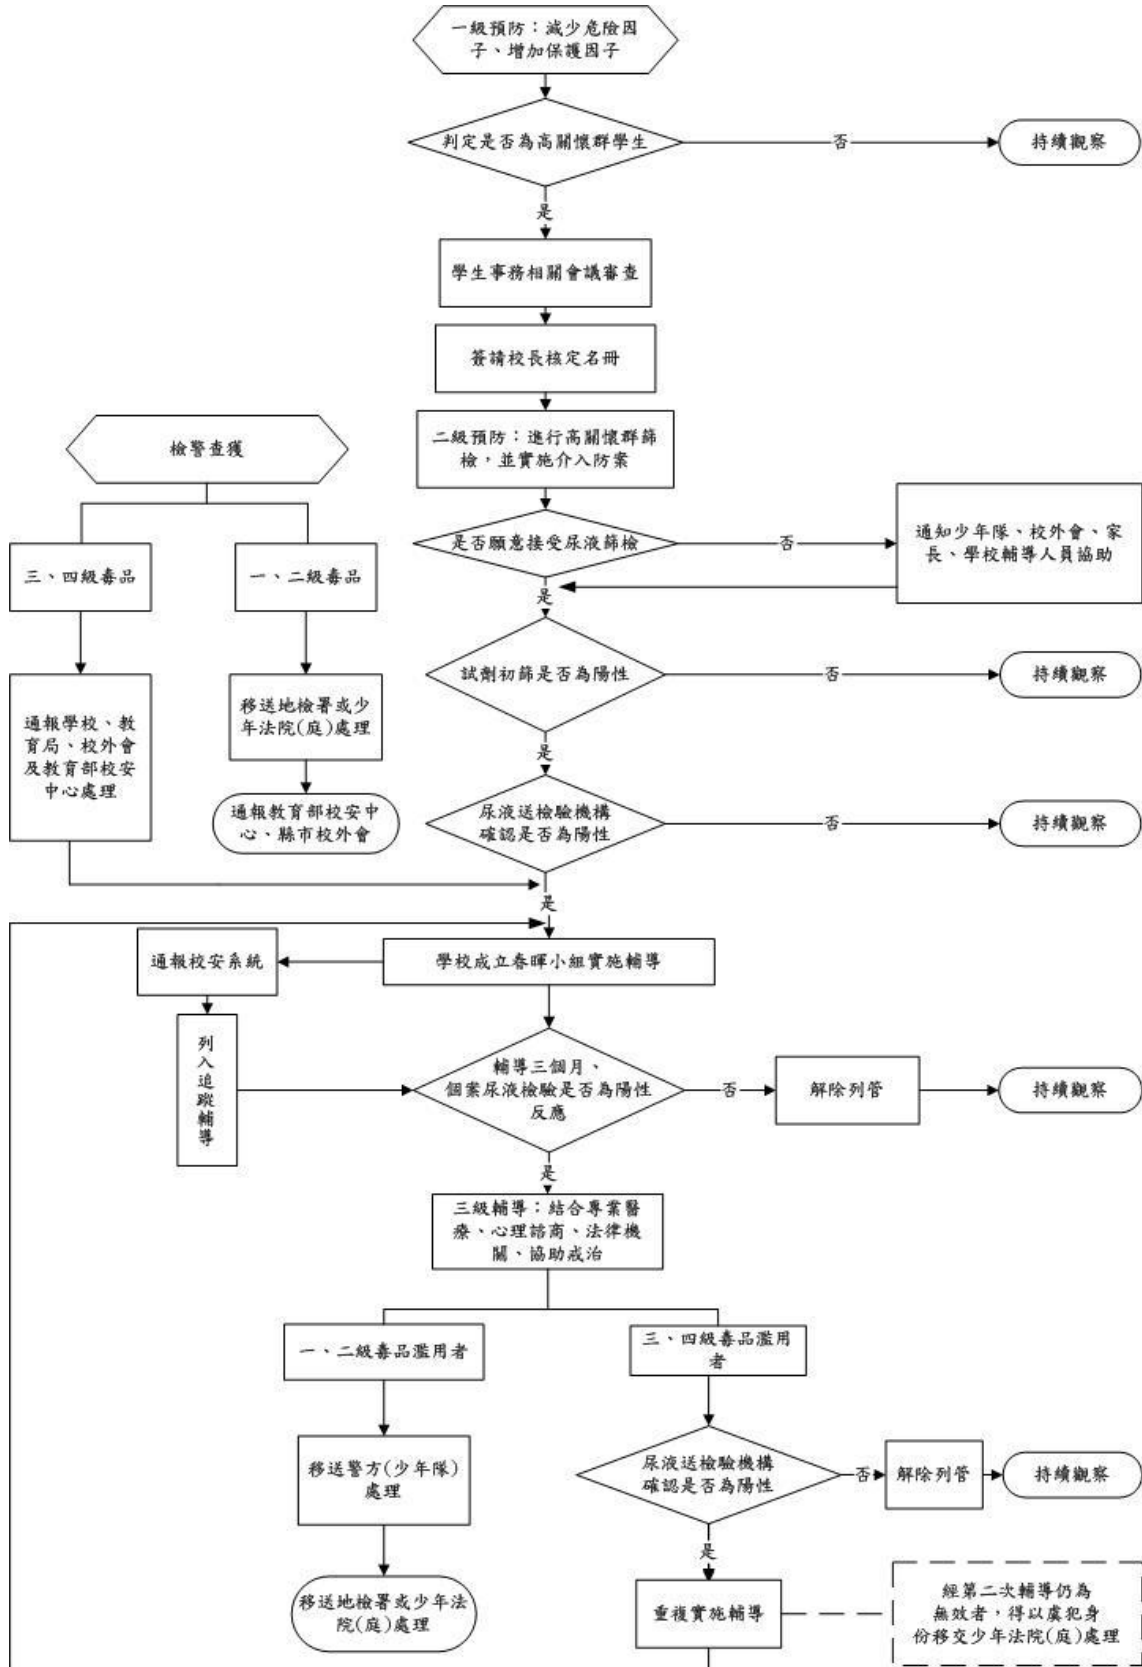 一級預防：減少危險因
子、增加保護因子
判定是否為高關懷群學生
否
持續觀察
是
學生事務相關會議審查
簽請校長核定名冊
二級預防：進行高關懷群篩
檢，並實施介入防案
檢警查獲
是否願意接受尿液篩檢
否
通知少年隊、校外會、家
長、學校輔導人員協助
三、四級毒品
一、二級毒品
是
試劑初篩是否為陽性
否
持續觀察
通報學校、教
育局、校外會
及教育部校安
中心處理
移送地檢署或少
年法院(庭)處理
是
尿液送檢驗機構
確認是否為陽性
否
持續觀察
通報教育部校安中
心、縣市校外會
是
通報校安系統
學校成立春暉小組實施輔導
列
入
追
蹤
輔
導
輔導三個月、
個案尿液檢驗是否為陽性
反應
否
解除列管
持續觀察
是
三級輔導：結合專業醫
療、心理諮商、法律機
關、協助戒治
一、二級毒品濫用者
三、四級毒品濫用
者
移送警方(少年隊)
處理
尿液送檢驗機構
確認是否為陽性
否
解除列管
持續觀察
是
移送地檢署或少年法
院(庭)處理
重複實施輔導
經第二次輔導仍為
無效者，得以虞犯身
份移交少年法院(庭)處理